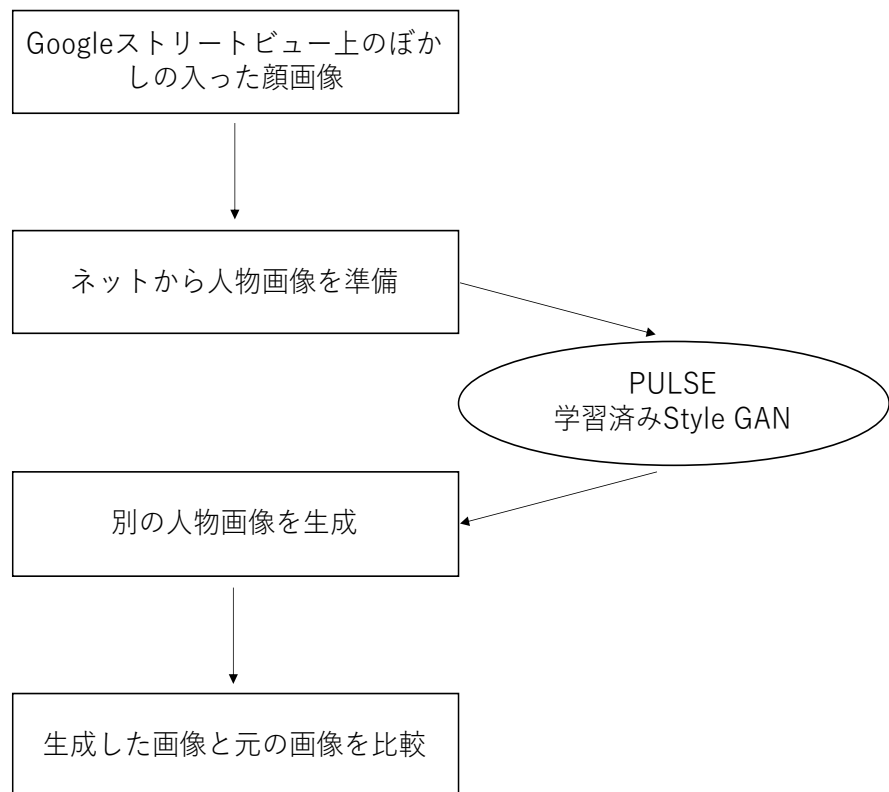 Googleストリートビュー上のぼか
しの入った顔画像
ネットから人物画像を準備
PULSE
学習済みStyle GAN
別の人物画像を生成
生成した画像と元の画像を比較